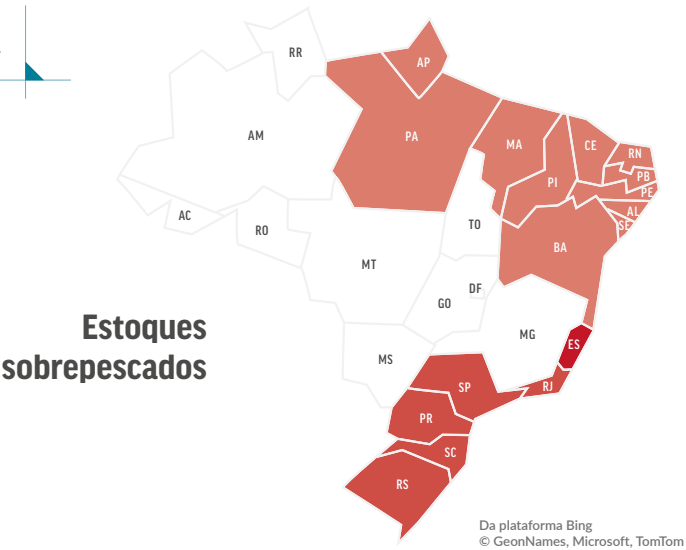 RR
AP
AM
PA
MA
CE
RN
PB
PE
PI
AL
SE
AC
RO
TO
BA
MT
DF
GO
Estoques
sobrepescados
MG
ES
MS
SP
RJ
PR
SC
RS
Da plataforma Bing
© GeoNames, Microsoft, TomTom